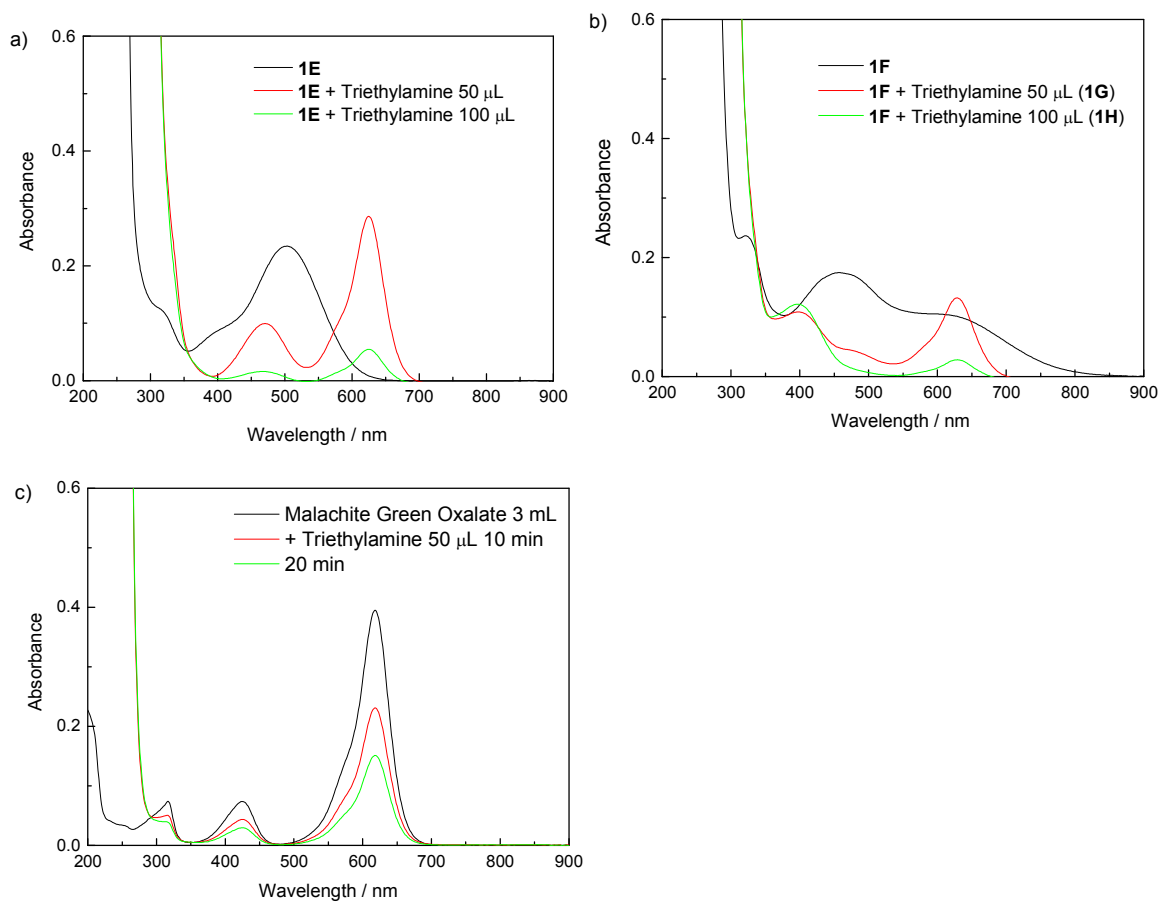 a)
0.6
0.4
0.2
0.0
Absorbance
1E
1E + Triethylamine 50 μL
1E + Triethylamine 100 μL
200 300 400 500 600 700 800 900
Wavelength / nm
b)
0.6
0.4
0.2
0.0
Absorbance
1F
1F + Triethylamine 50 μL (1G)
1F + Triethylamine 100 μL (1H)
200 300 400 500 600 700 800 900
Wavelength / nm
c)
0.6
0.4
0.2
0.0
Absorbance
Malachite Green Oxalate 3 mL
+ Triethylamine 50 μL 10 min
20 min
200 300 400 500 600 700 800 900
Wavelength / nm